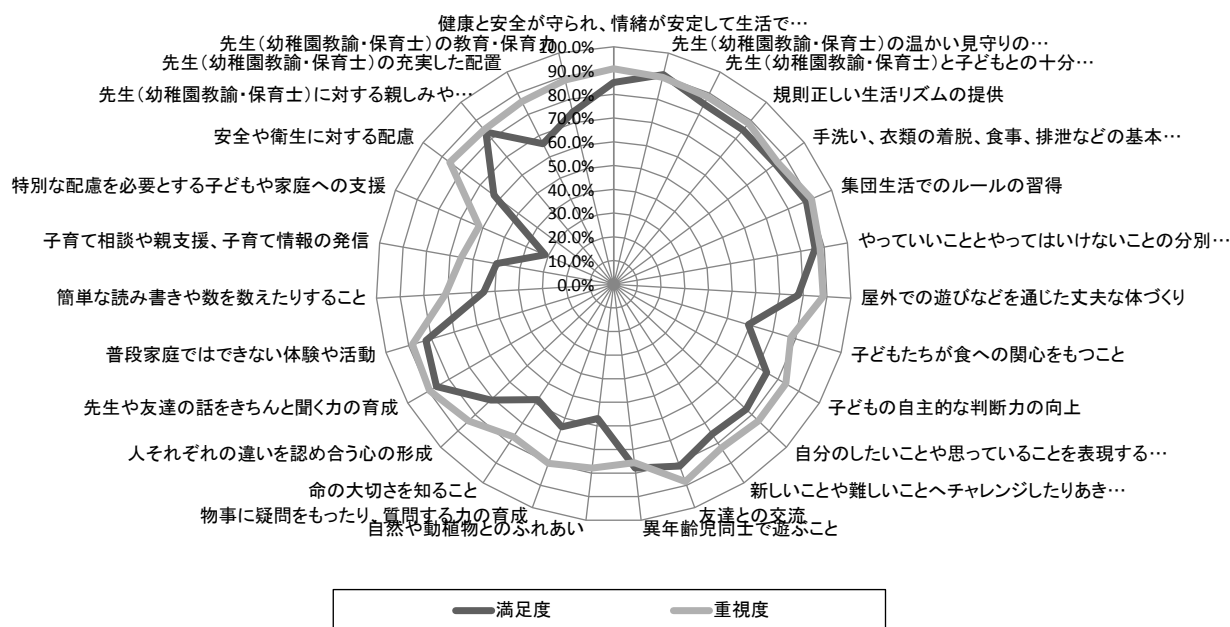 健康と安全が守られ、情緒が安定して生活で…
先生（幼稚園教諭・保育士）の温かい見守りの…
先生（幼稚園教諭・保育士）と子どもとの十分…
規則正しい生活リズムの提供
手洗い、衣類の着脱、食事、排泄などの基本…
集団生活でのルールの習得
やっていいこととやってはいけないことの分別…
屋外での遊びなどを通じた丈夫な体づくり
子どもたちが食への関心をもつこと
子どもの自主的な判断力の向上
自分のしたいことや思っていることを表現する…
新しいことや難しいことへチャレンジしたりあき…
友達との交流
異年齢児同士で遊ぶこと
自然や動植物とのふれあい
物事に疑問をもったり、質問する力の育成
命の大切さを知ること
人それぞれの違いを認め合う心の形成
先生や友達の話をきちんと聞く力の育成
普段家庭ではできない体験や活動
簡単な読み書きや数を数えたりすること
子育て相談や親支援、子育て情報の発信
特別な配慮を必要とする子どもや家庭への支援
安全や衛生に対する配慮
先生（幼稚園教諭・保育士）に対する親しみや…
先生（幼稚園教諭・保育士）の充実した配置
先生（幼稚園教諭・保育士）の教育・保育力
100.0%
90.0%
80.0%
70.0%
60.0%
50.0%
40.0%
30.0%
20.0%
10.0%
0.0%
満足度
重視度